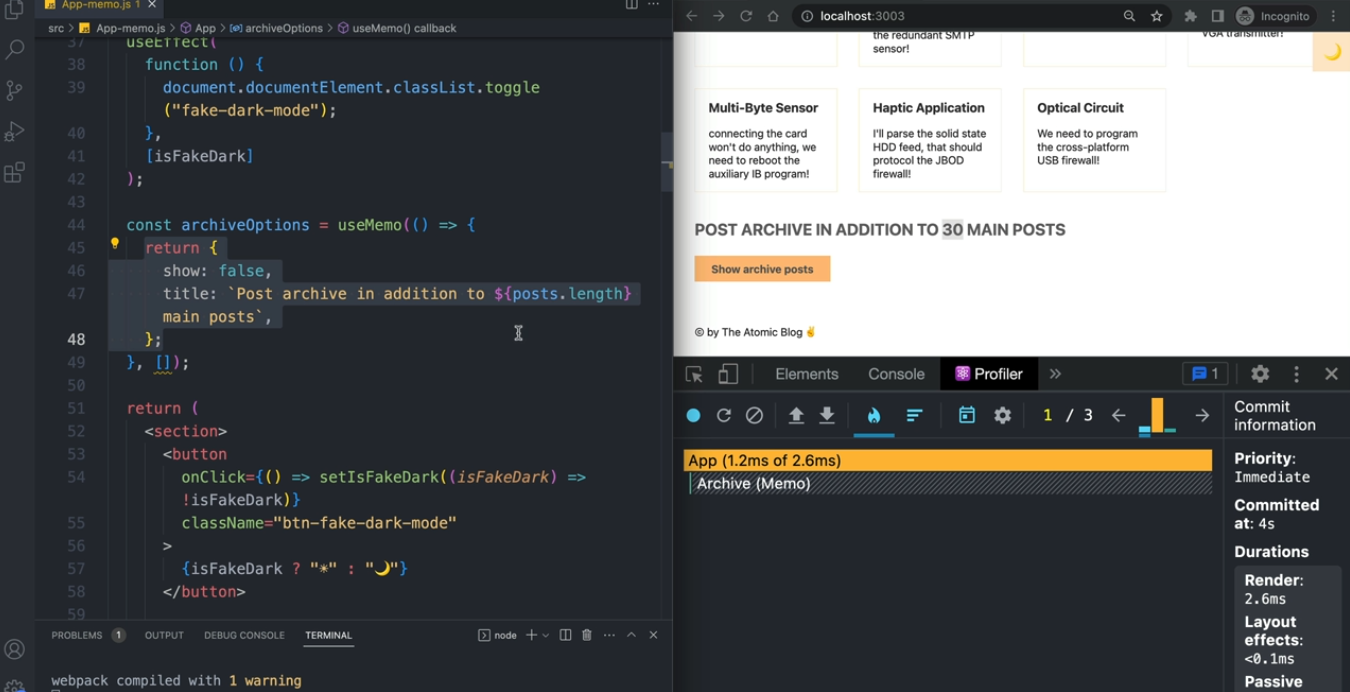 App-memo.js 1
src > App-memo.js > App > archiveOptions > useMemo() callback
37 useEffect(
38 function () {
39 document.documentElement.classList.toggle
("fake-dark-mode");
40 },
41 [isFakeDark]
42 );
43
44 const archiveOptions = useMemo(() => {
45 return {
46 show: false,
47 title: `Post archive in addition to ${posts.length}
main posts`,
48 };
49 }, []);
50
51 return (
52 <section>
53 <button
54 onClick={() => setIsFakeDark((isFakeDark) =>
!isFakeDark)}
55 className="btn-fake-dark-mode"
56 >
57 {isFakeDark ? "☀" : "🌙"}
58 </button>
59
PROBLEMS 1 OUTPUT DEBUG CONSOLE TERMINAL
node
webpack compiled with 1 warning
localhost:3003
Incognito
the redundant SMTP
sensor!
VGA transmitter!
🌙
Multi-Byte Sensor
connecting the card
won't do anything, we
need to reboot the
auxiliary IB program!
Haptic Application
I'll parse the solid state
HDD feed, that should
protocol the JBOD
firewall!
Optical Circuit
We need to program
the cross-platform
USB firewall!
POST ARCHIVE IN ADDITION TO 30 MAIN POSTS
Show archive posts
© by The Atomic Blog ✌️
Elements Console Profiler 1
1 / 3
App (1.2ms of 2.6ms)
Archive (Memo)
Commit
information
Priority:
Immediate
Committed
at: 4s
Durations
Render:
2.6ms
Layout
effects:
<0.1ms
Passive